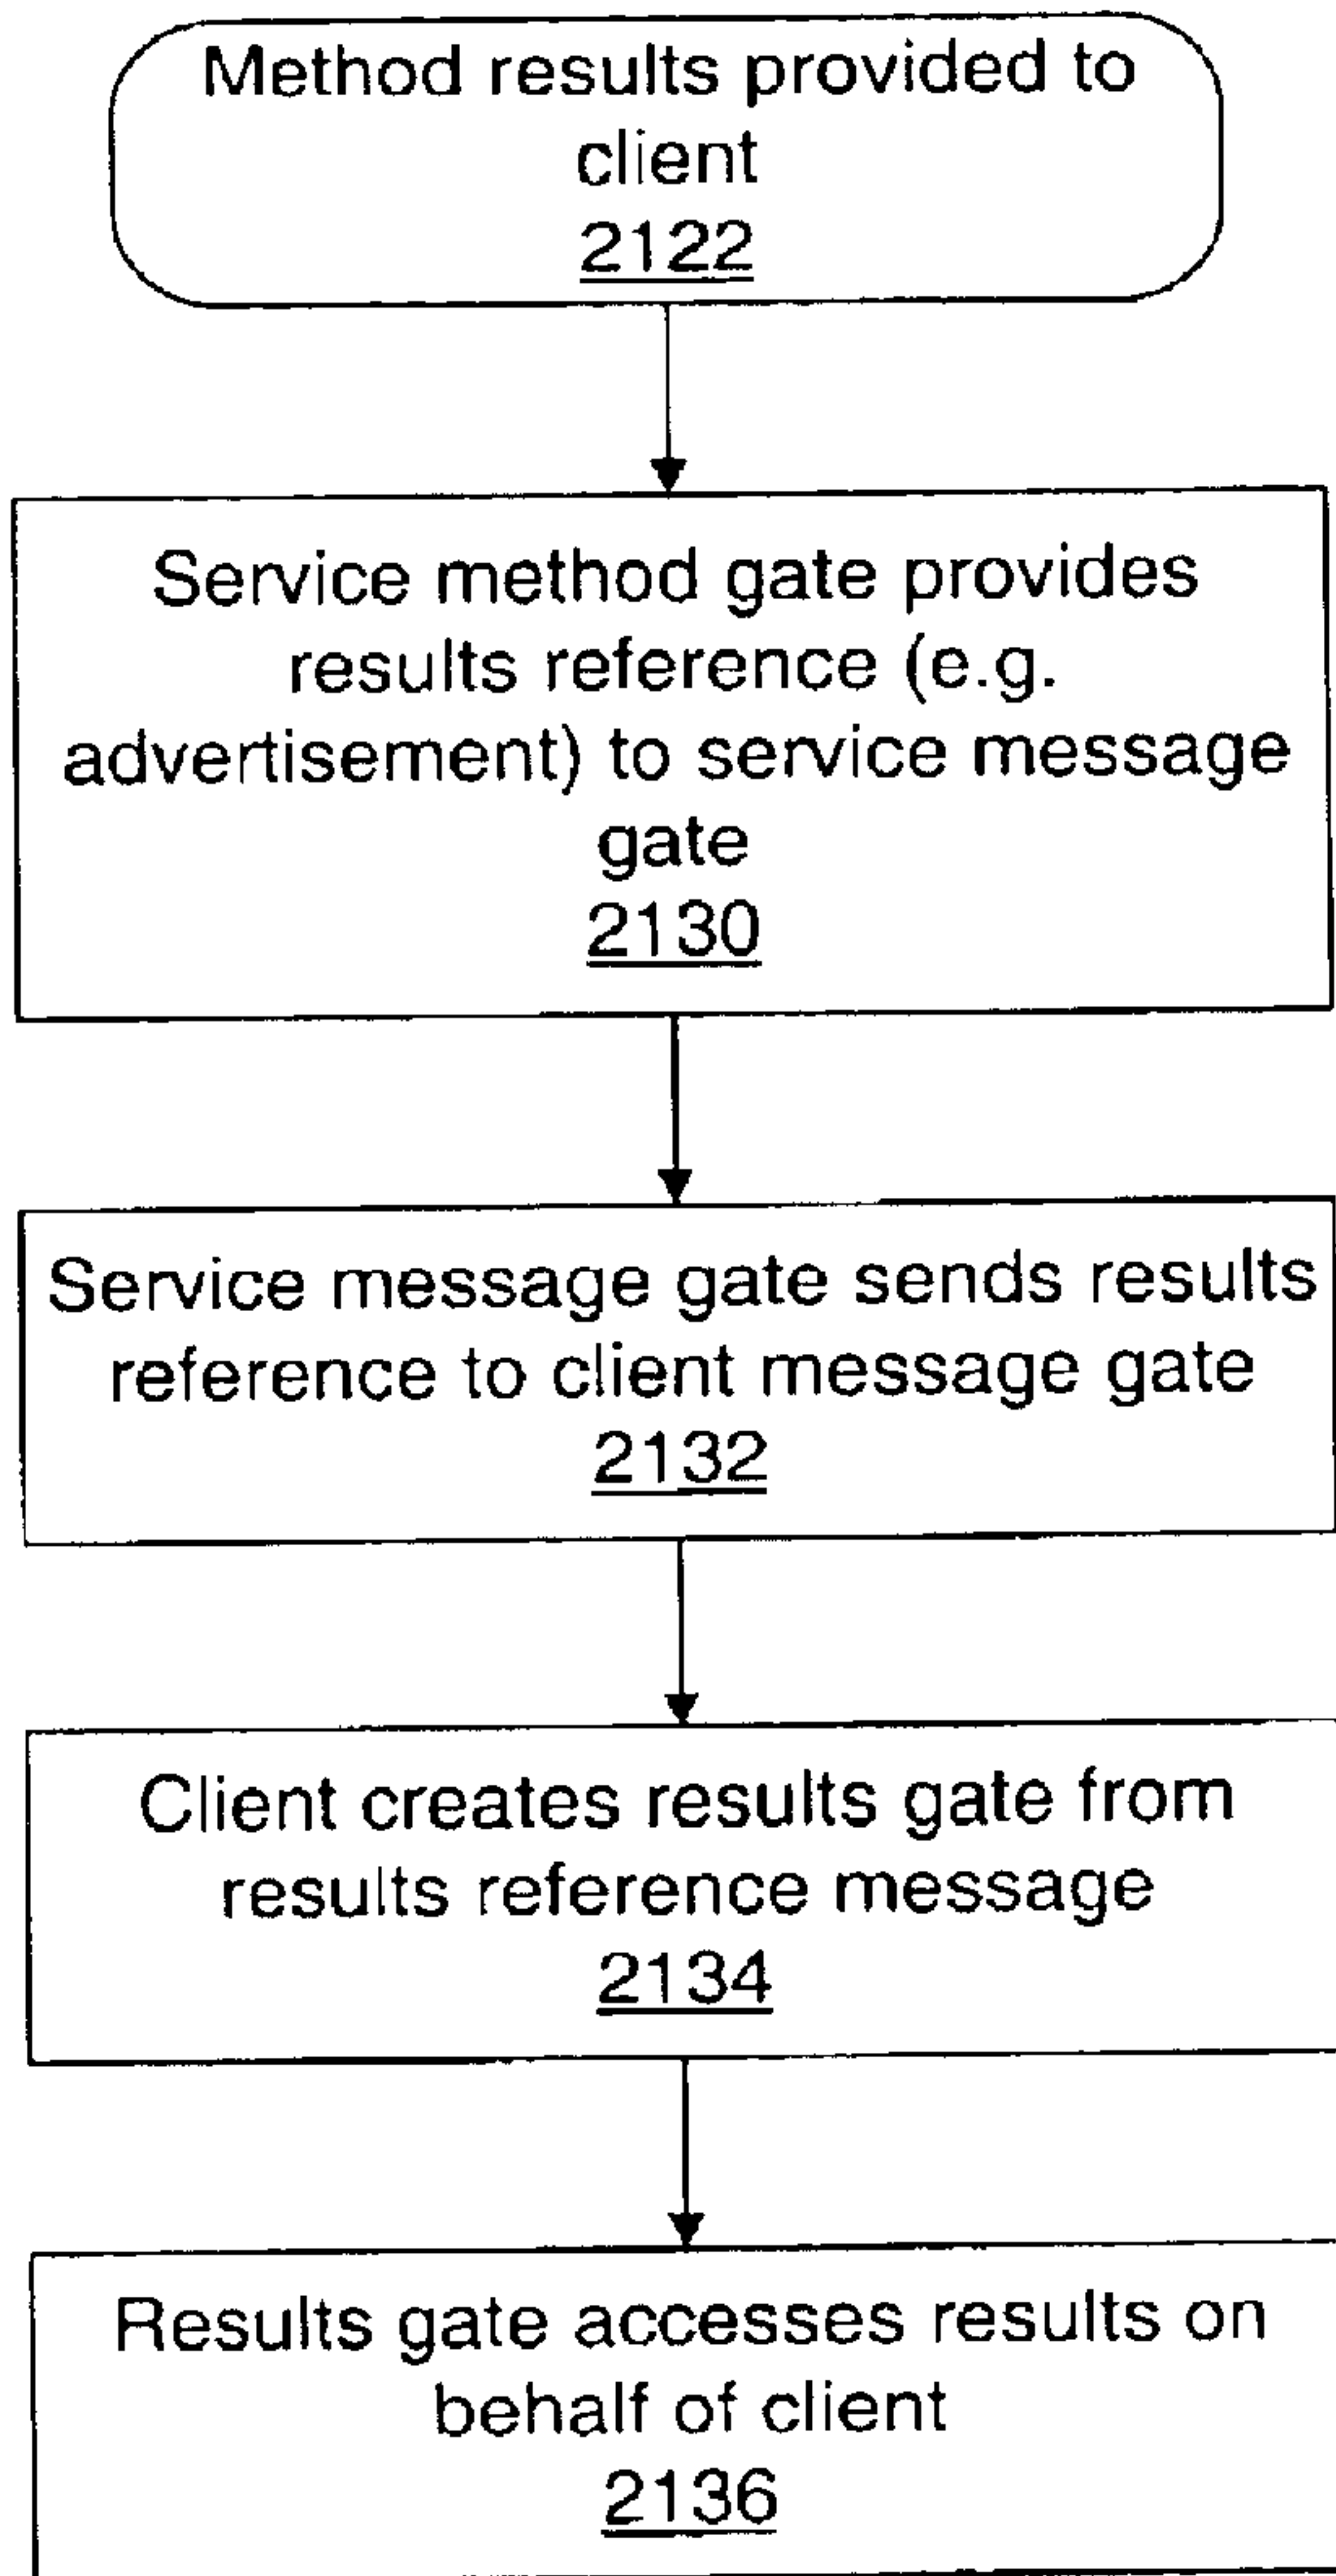 Method results provided to
client
2122
Service method gate provides
results reference (e.g.
advertisement) to service message
gate
2130
Service message gate sends results
reference to client message gate
2132
Client creates results gate from
results reference message
2134
Results gate accesses results on
behalf of client
2136